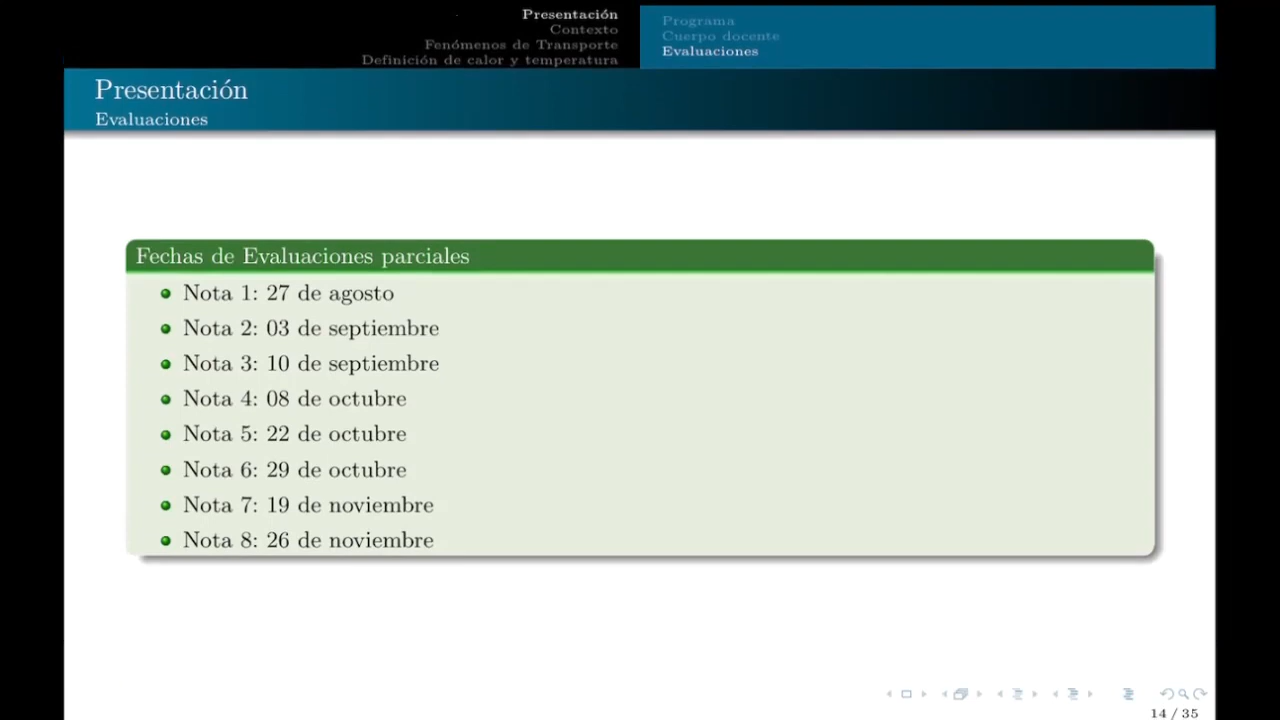 Presentación
Contexto
Fenómenos de Transporte
Definición de calor y temperatura
Programa
Cuerpo docente
Evaluaciones
Presentación
Evaluaciones
Fechas de Evaluaciones parciales
Nota 1: 27 de agosto
Nota 2: 03 de septiembre
Nota 3: 10 de septiembre
Nota 4: 08 de octubre
Nota 5: 22 de octubre
Nota 6: 29 de octubre
Nota 7: 19 de noviembre
Nota 8: 26 de noviembre
14 / 35